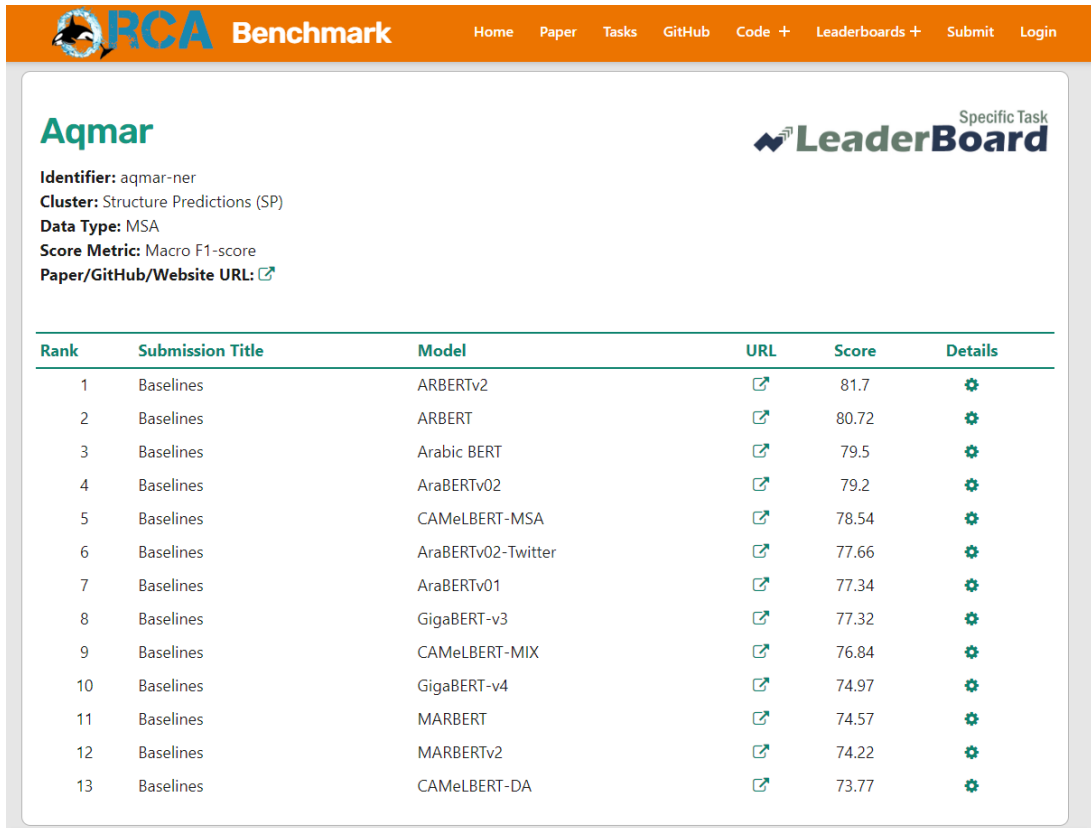 ORCA Benchmark Home Paper Tasks GitHub Code + Leaderboards + Submit Login
Aqmar
Specific Task
LeaderBoard
Identifier: aqmar-ner
Cluster: Structure Predictions (SP)
Data Type: MSA
Score Metric: Macro F1-score
Paper/GitHub/Website URL:
Rank Submission Title Model URL Score Details
1 Baselines ARBERTv2 81.7
2 Baselines ARBERT 80.72
3 Baselines Arabic BERT 79.5
4 Baselines AraBERTv02 79.2
5 Baselines CAMeLBERT-MSA 78.54
6 Baselines AraBERTv02-Twitter 77.66
7 Baselines AraBERTv01 77.34
8 Baselines GigaBERT-v3 77.32
9 Baselines CAMeLBERT-MIX 76.84
10 Baselines GigaBERT-v4 74.97
11 Baselines MARBERT 74.57
12 Baselines MARBERTv2 74.22
13 Baselines CAMeLBERT-DA 73.77